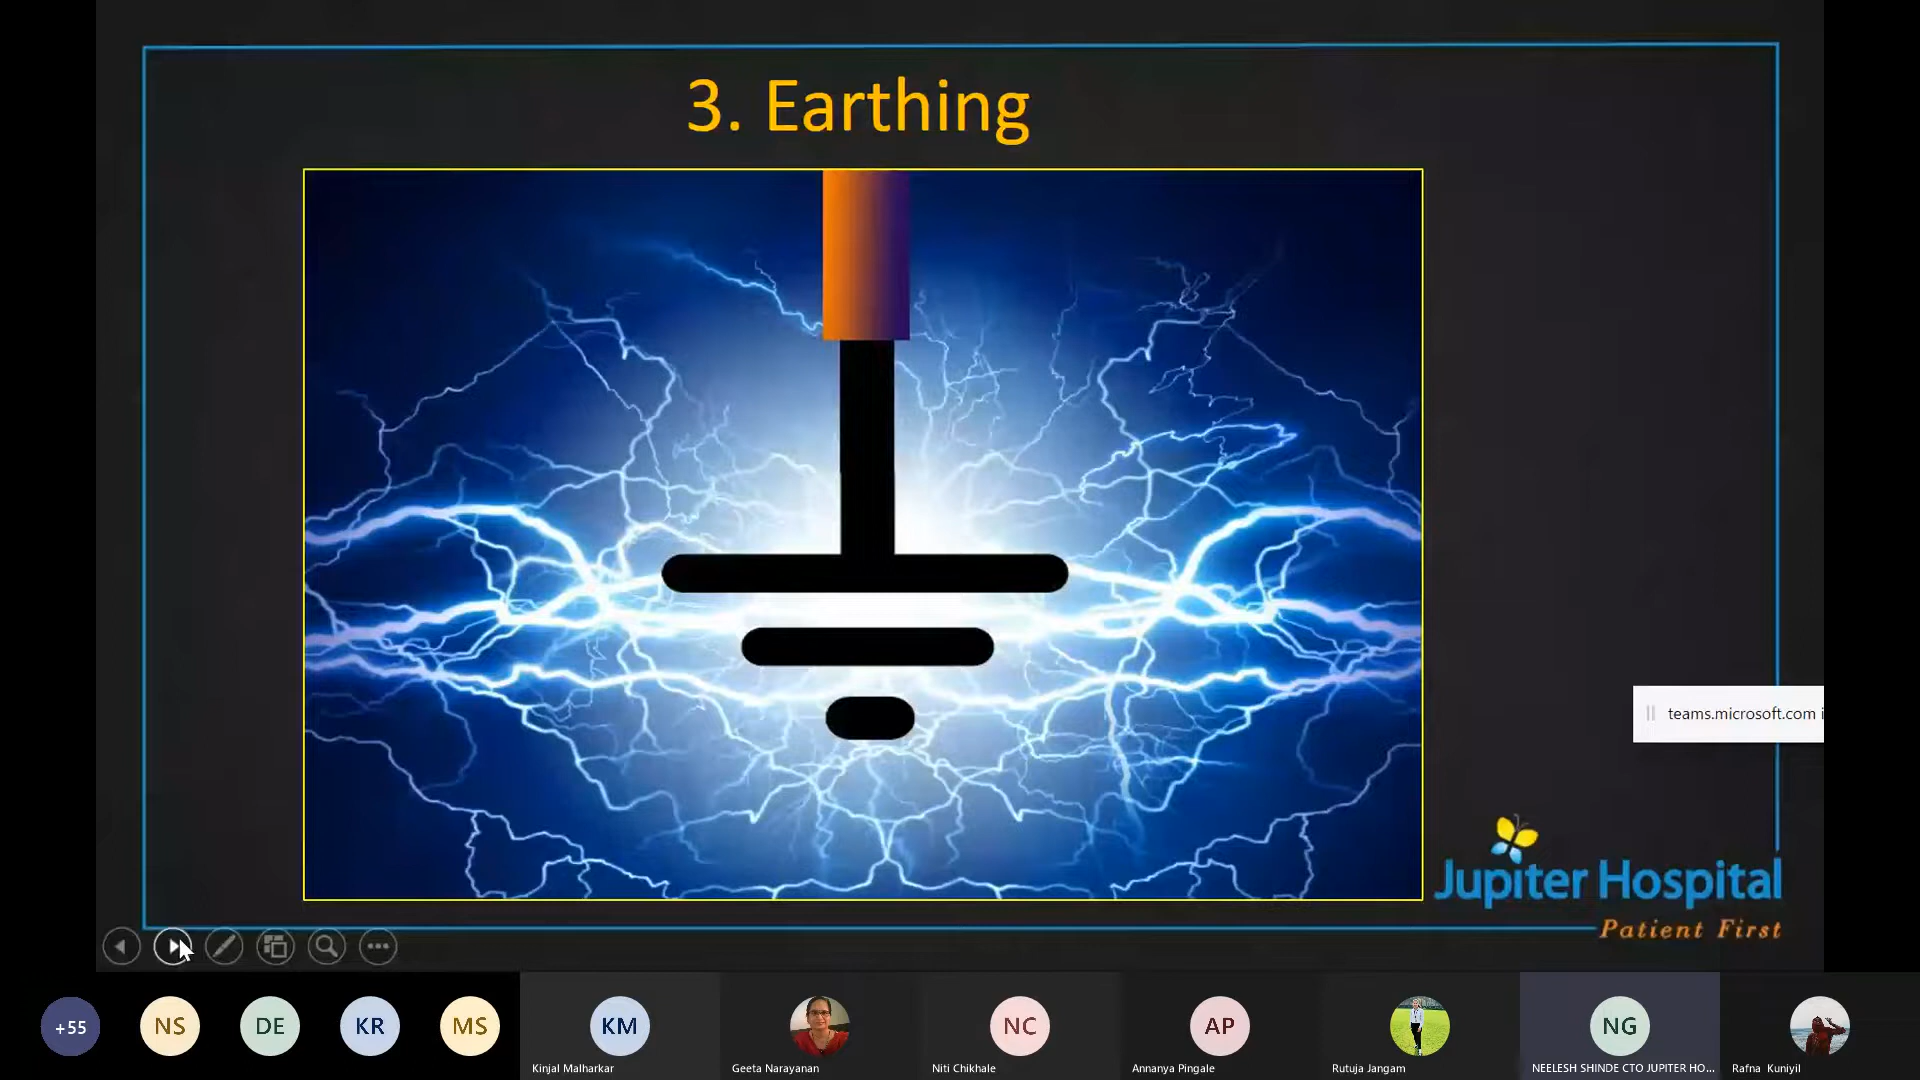 3. Earthing
teams.microsoft.com i
Jupiter Hospital
Patient First
+55
NS
DE
KR
MS
KM
NC
AP
NG
Kinjal Malharkar
Geeta Narayanan
Niti Chikhale
Annanya Pingale
Rutuja Jangam
NEELESH SHINDE CTO JUPITER HO...
Rafna Kuniyil